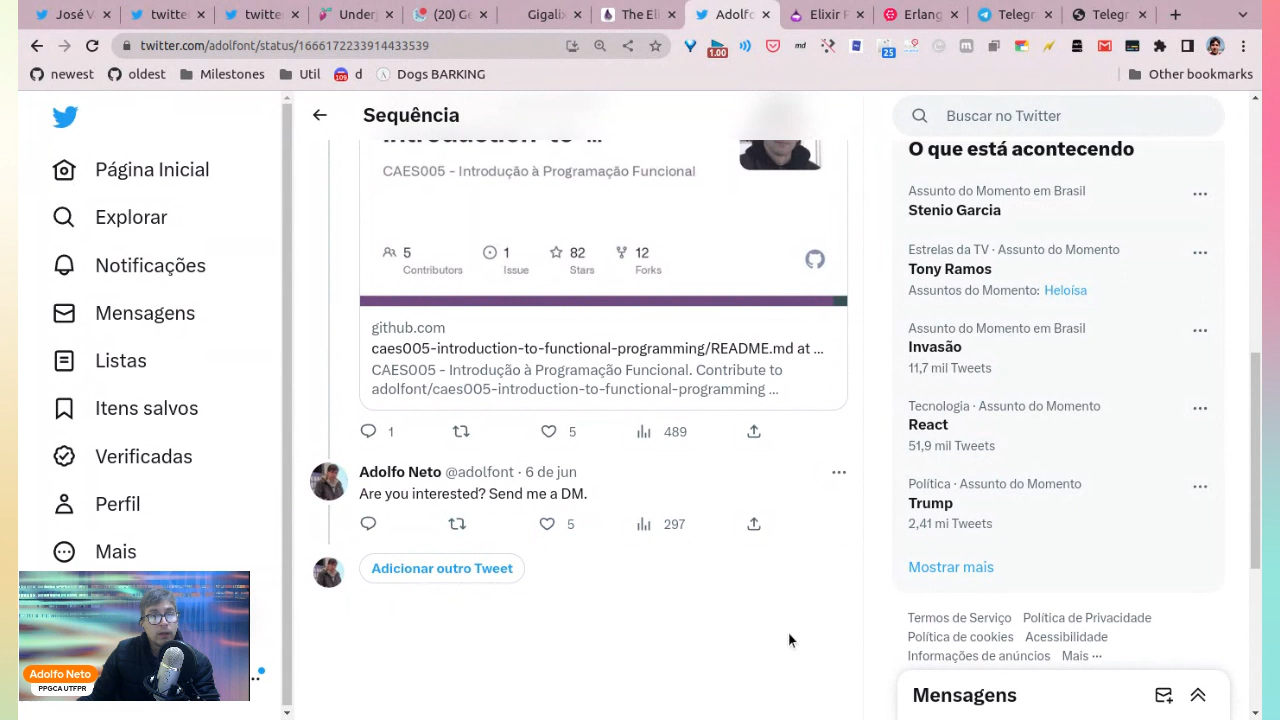 José V
twitte
twitter
Under
(20) Ge
Gigalix
The Eli
Adolfo
Elixir F
Erlang
Telegr
Telegr
twitter.com/adolfont/status/1666172233914433539
1.00
25
newest
oldest
Milestones
Util
109
d
Dogs BARKING
Other bookmarks
Página Inicial
Explorar
Notificações
Mensagens
Listas
Itens salvos
Verificadas
Perfil
Mais
Adolfo Neto
PPGCA UTFPR
Sequência
introduction-to-...
CAES005 - Introdução à Programação Funcional
5 1 82 12
Contributors Issue Stars Forks
github.com
caes005-introduction-to-functional-programming/README.md at ...
CAES005 - Introdução à Programação Funcional. Contribute to
adolfont/caes005-introduction-to-functional-programming ...
1 5 489
Adolfo Neto @adolfont · 6 de jun
Are you interested? Send me a DM.
5 297
Adicionar outro Tweet
Buscar no Twitter
O que está acontecendo
Assunto do Momento em Brasil
Stenio Garcia
Estrelas da TV · Assunto do Momento
Tony Ramos
Assuntos do Momento: Heloísa
Assunto do Momento em Brasil
Invasão
11,7 mil Tweets
Tecnologia · Assunto do Momento
React
51,9 mil Tweets
Política · Assunto do Momento
Trump
2,41 mi Tweets
Mostrar mais
Termos de Serviço Política de Privacidade
Política de cookies Acessibilidade
Informações de anúncios Mais ...
Mensagens